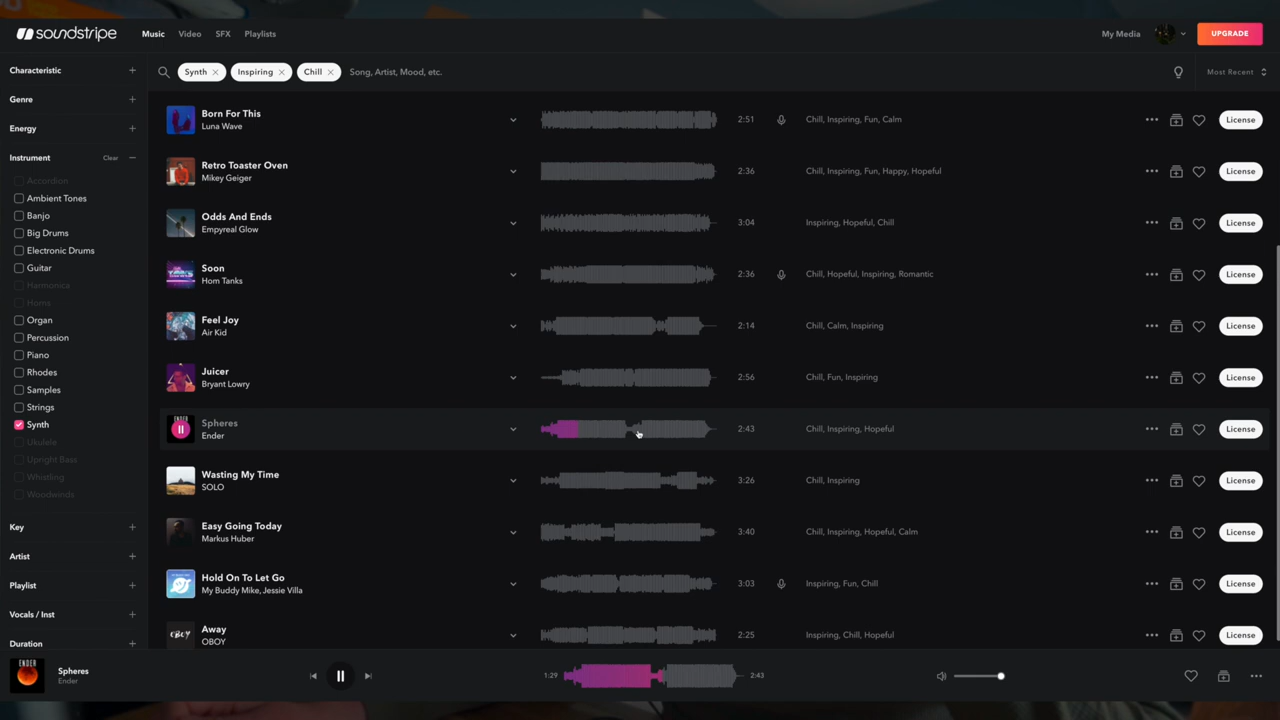 soundstripe
Music
Video
SFX
Playlists
My Media
UPGRADE
Characteristic
Genre
Energy
Instrument
Clear
Accordion
Ambient Tones
Banjo
Big Drums
Electronic Drums
Guitar
Harmonica
Horns
Organ
Percussion
Piano
Rhodes
Samples
Strings
Synth
Ukulele
Upright Bass
Whistling
Woodwinds
Key
Artist
Playlist
Vocals / Inst
Duration
Synth
Inspiring
Chill
Song, Artist, Mood, etc.
Most Recent
Born For This
Luna Wave
2:51
Chill, Inspiring, Fun, Calm
License
Retro Toaster Oven
Mikey Geiger
2:36
Chill, Inspiring, Fun, Happy, Hopeful
License
Odds And Ends
Empyreal Glow
3:04
Inspiring, Hopeful, Chill
License
Soon
Hom Tanks
2:36
Chill, Hopeful, Inspiring, Romantic
License
Feel Joy
Air Kid
2:14
Chill, Calm, Inspiring
License
Juicer
Bryant Lowry
2:56
Chill, Fun, Inspiring
License
ENDER
Spheres
Ender
2:43
Chill, Inspiring, Hopeful
License
Wasting My Time
SOLO
3:26
Chill, Inspiring
License
Easy Going Today
Markus Huber
3:40
Chill, Inspiring, Hopeful, Calm
License
Hold On To Let Go
My Buddy Mike, Jessie Villa
3:03
Inspiring, Fun, Chill
License
OBOY
Away
OBOY
2:25
Inspiring, Chill, Hopeful
License
ENDER
Spheres
Ender
1:29
2:43